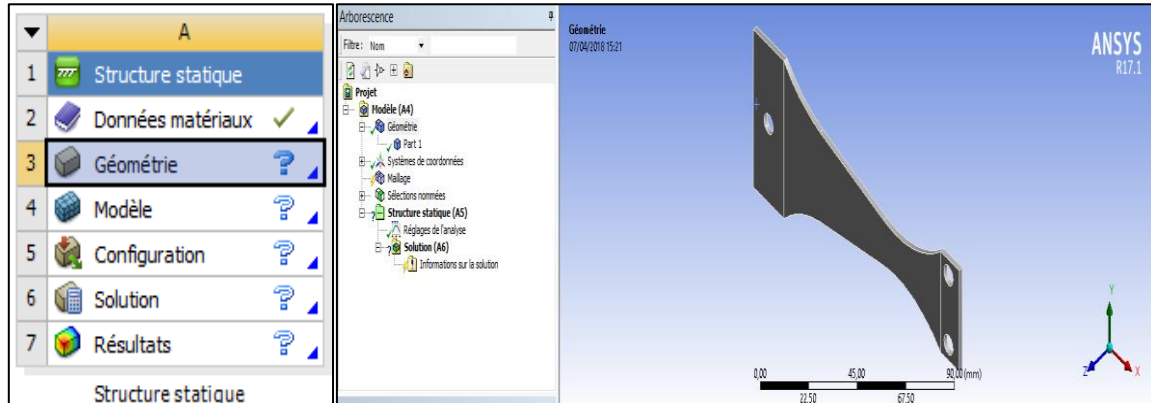 A
1 Structure statique
2 Données matériaux
3 Géométrie
4 Modèle
5 Configuration
6 Solution
7 Résultats
Structure statique
Arborescence
Filtre: Nom
Projet
Modèle (A4)
Géométrie
Part 1
Systèmes de coordonnées
Maillage
Sélections nommées
Structure statique (A5)
Réglages de l'analyse
Solution (A6)
Informations sur la solution
Géométrie
07/04/2018 15:21
ANSYS
R17.1
0,00 45,00 90,00 (mm)
22,50 67,50
Y
Z X